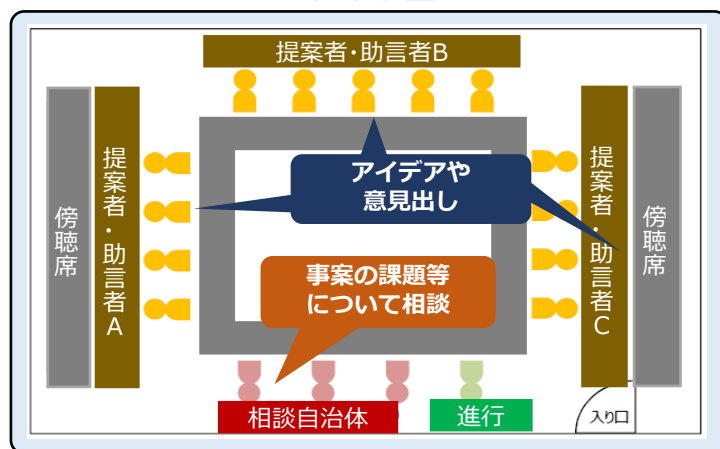 提案者・助言者B
傍聴席
提案者・助言者A
アイデアや
意見出し
事案の課題等
について相談
提案者・助言者C
傍聴席
相談自治体
進行
入り口